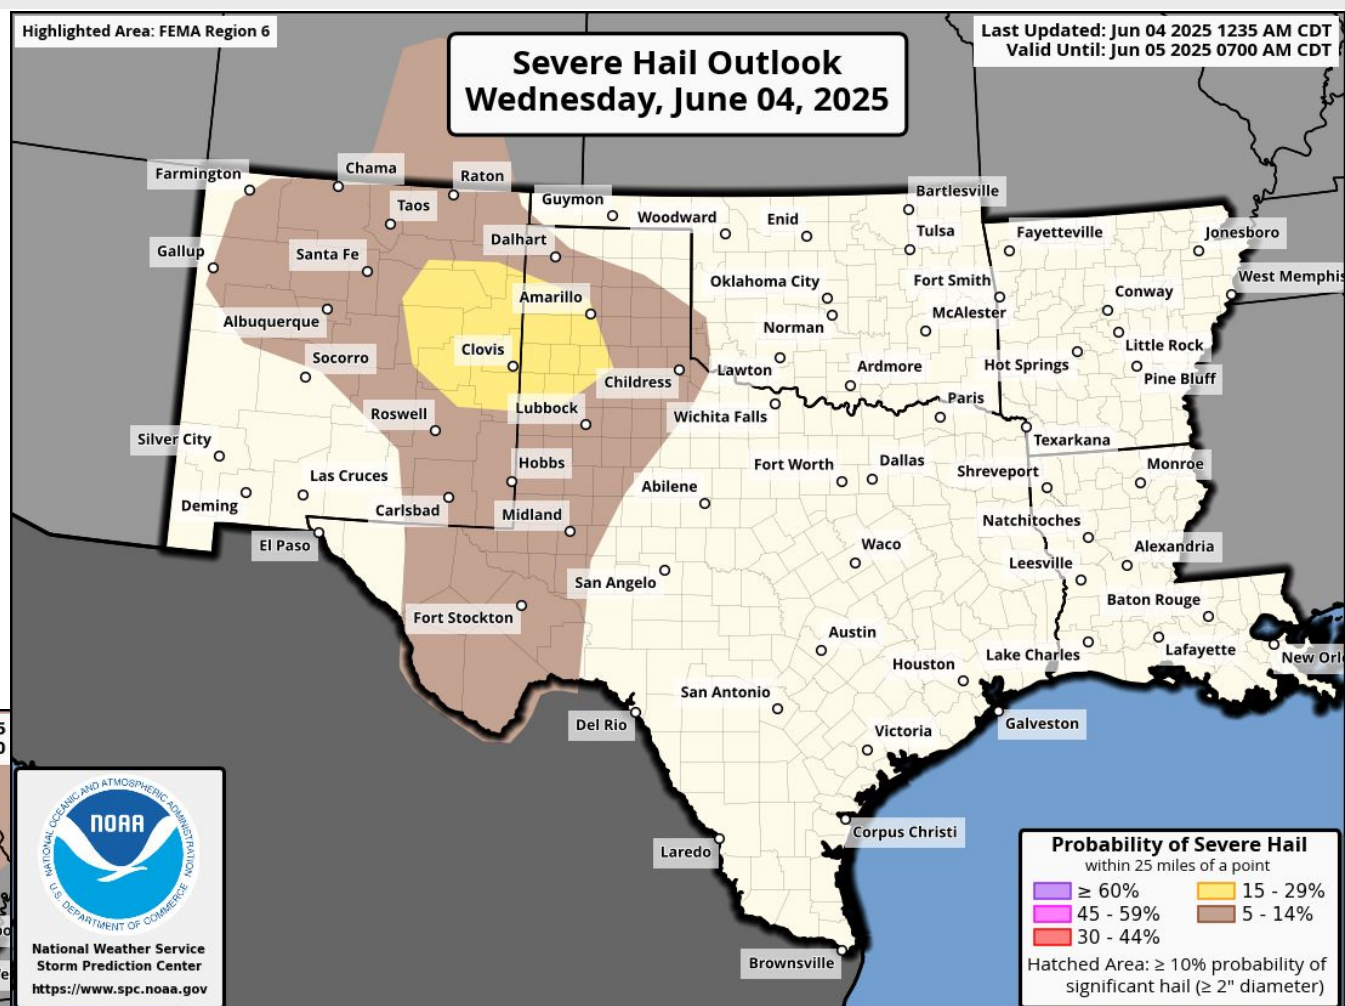 Highlighted Area: FEMA Region 6
Severe Hail Outlook
Wednesday, June 04, 2025
Last Updated: Jun 04 2025 1235 AM CDT
Valid Until: Jun 05 2025 0700 AM CDT
Farmington
Chama
Raton
Taos
Guymon
Woodward
Enid
Bartlesville
Tulsa
Fayetteville
Jonesboro
Gallup
Santa Fe
Dalhart
Amarillo
Oklahoma City
Fort Smith
Conway
West Memphis
Albuquerque
Norman
McAlester
Little Rock
Socorro
Clovis
Childress
Lawton
Ardmore
Hot Springs
Pine Bluff
Roswell
Lubbock
Wichita Falls
Paris
Texarkana
Silver City
Las Cruces
Hobbs
Abilene
Fort Worth
Dallas
Shreveport
Monroe
Deming
Carlsbad
Midland
Natchitoches
El Paso
San Angelo
Waco
Leesville
Alexandria
Fort Stockton
Austin
Baton Rouge
Houston
Lake Charles
Lafayette
New Orl
San Antonio
Del Rio
Victoria
Galveston
Laredo
Corpus Christi
Brownsville
5
0
NATIONAL OCEANIC AND ATMOSPHERIC ADMINISTRATION
NOAA
U.S. DEPARTMENT OF COMMERCE
National Weather Service
Storm Prediction Center
https://www.spc.noaa.gov
Probability of Severe Hail
within 25 miles of a point
≥ 60% 15 - 29%
45 - 59% 5 - 14%
30 - 44%
Hatched Area: ≥ 10% probability of
significant hail (≥ 2" diameter)